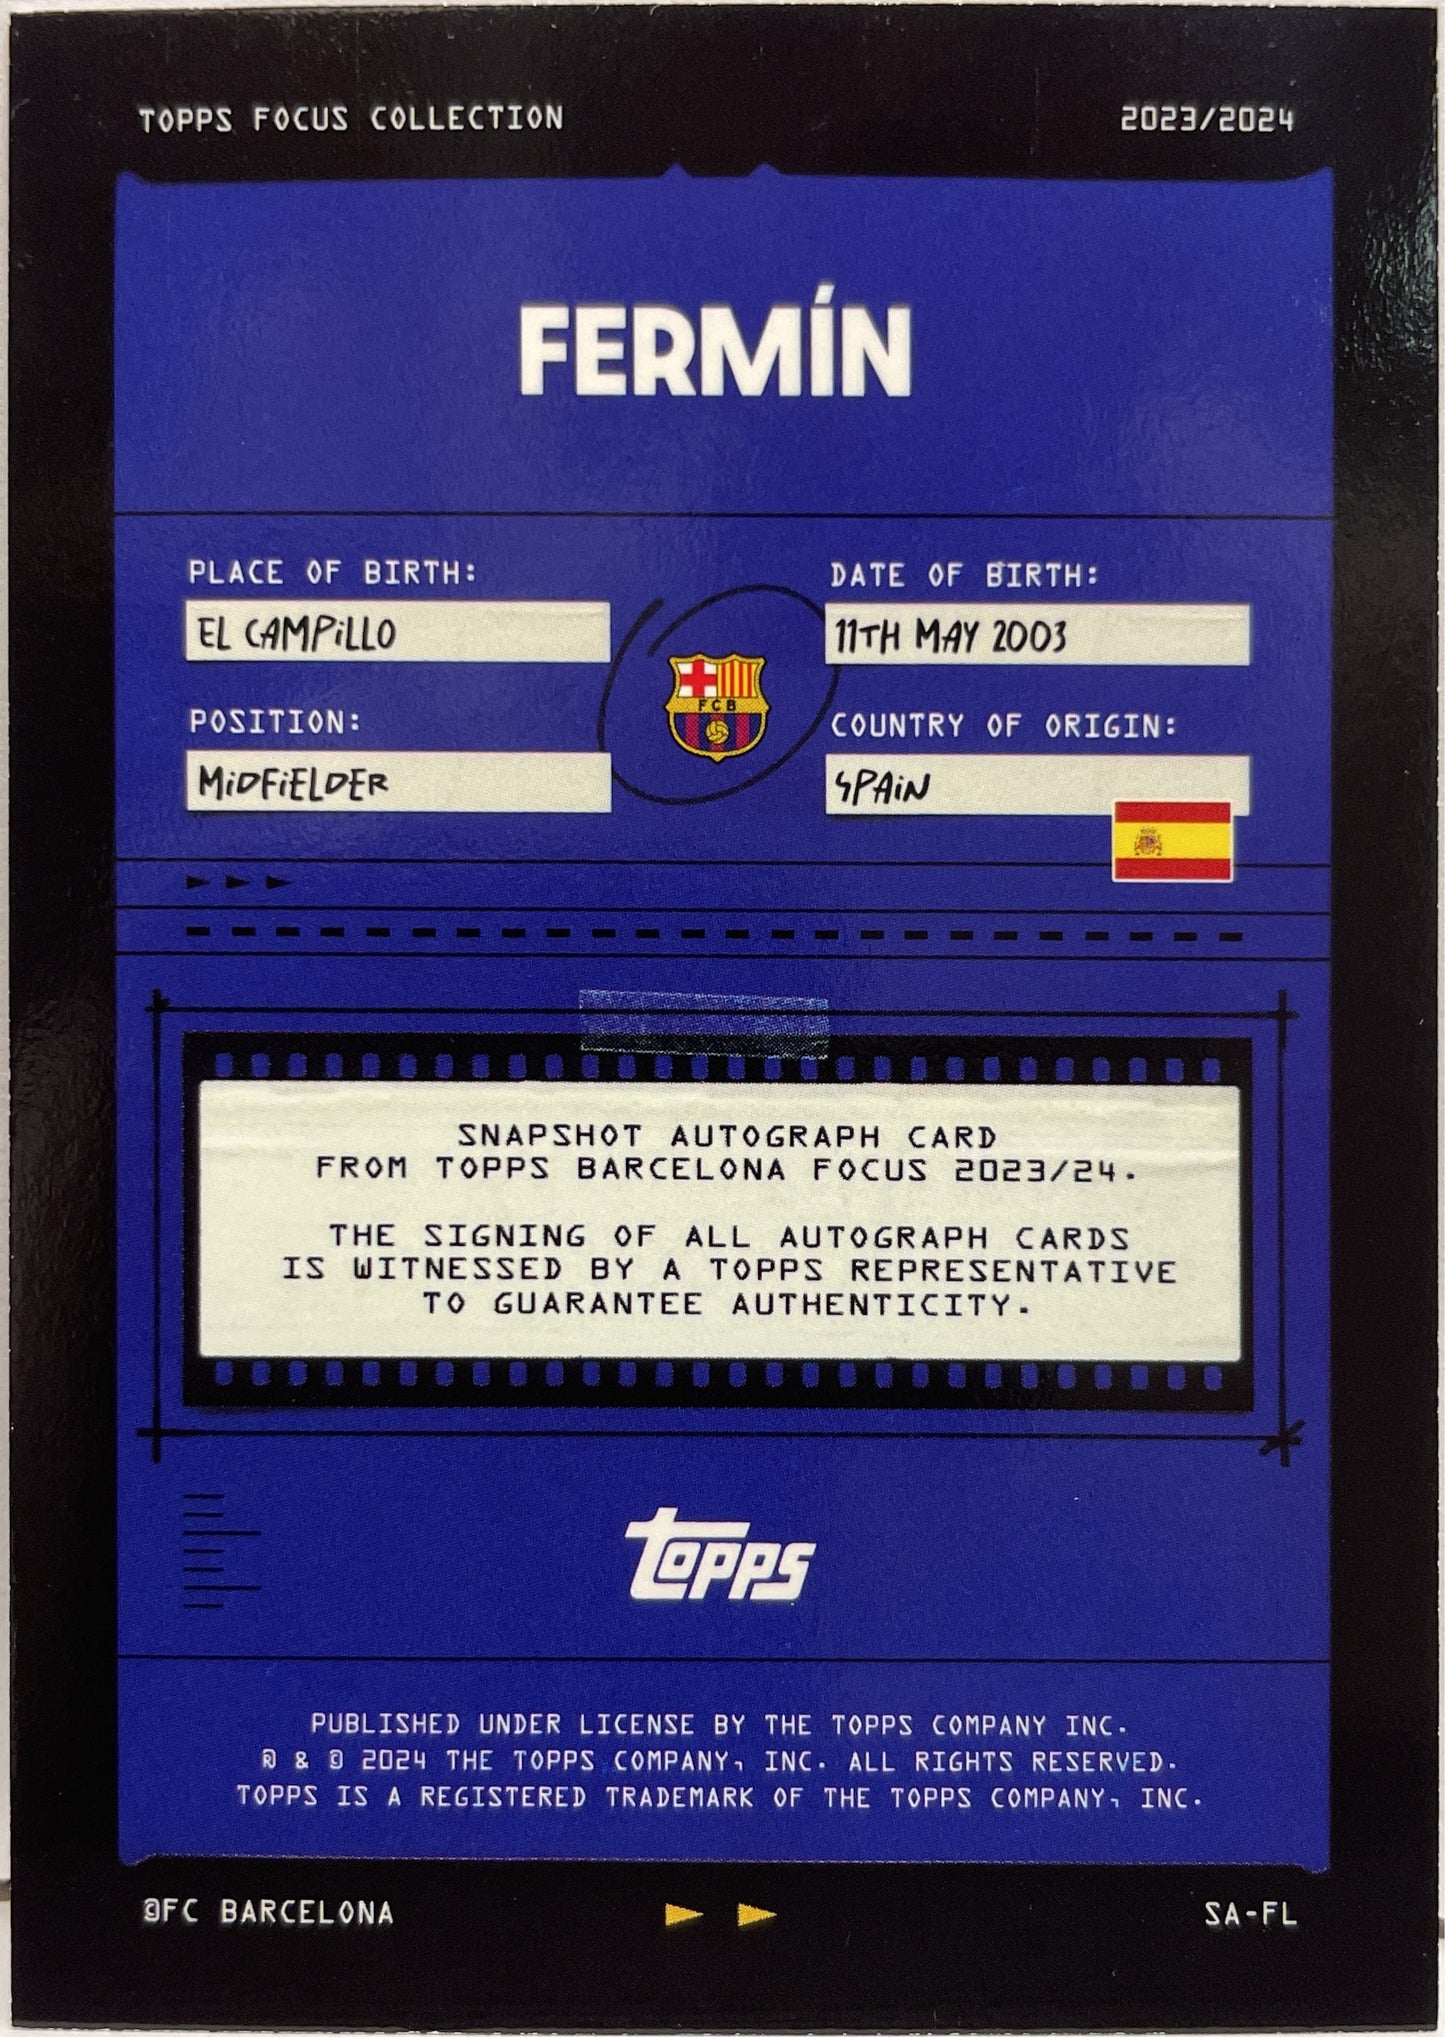 TOPPS FOCUS COLLECTION 2023/2024
FERMÍN
PLACE OF BIRTH: DATE OF BIRTH:
EL CAMPiLLO 11TH MAY 2003
FCB
POSITION: COUNTRY OF ORIGIN:
MiDFiELDER SPAiN
SNAPSHOT AUTOGRAPH CARD
FROM TOPPS BARCELONA FOCUS 2023/24.
THE SIGNING OF ALL AUTOGRAPH CARDS
IS WITNESSED BY A TOPPS REPRESENTATIVE
TO GUARANTEE AUTHENTICITY.
topps
PUBLISHED UNDER LICENSE BY THE TOPPS COMPANY INC.
® & © 2024 THE TOPPS COMPANY, INC. ALL RIGHTS RESERVED.
TOPPS IS A REGISTERED TRADEMARK OF THE TOPPS COMPANY, INC.
©FC BARCELONA SA-FL